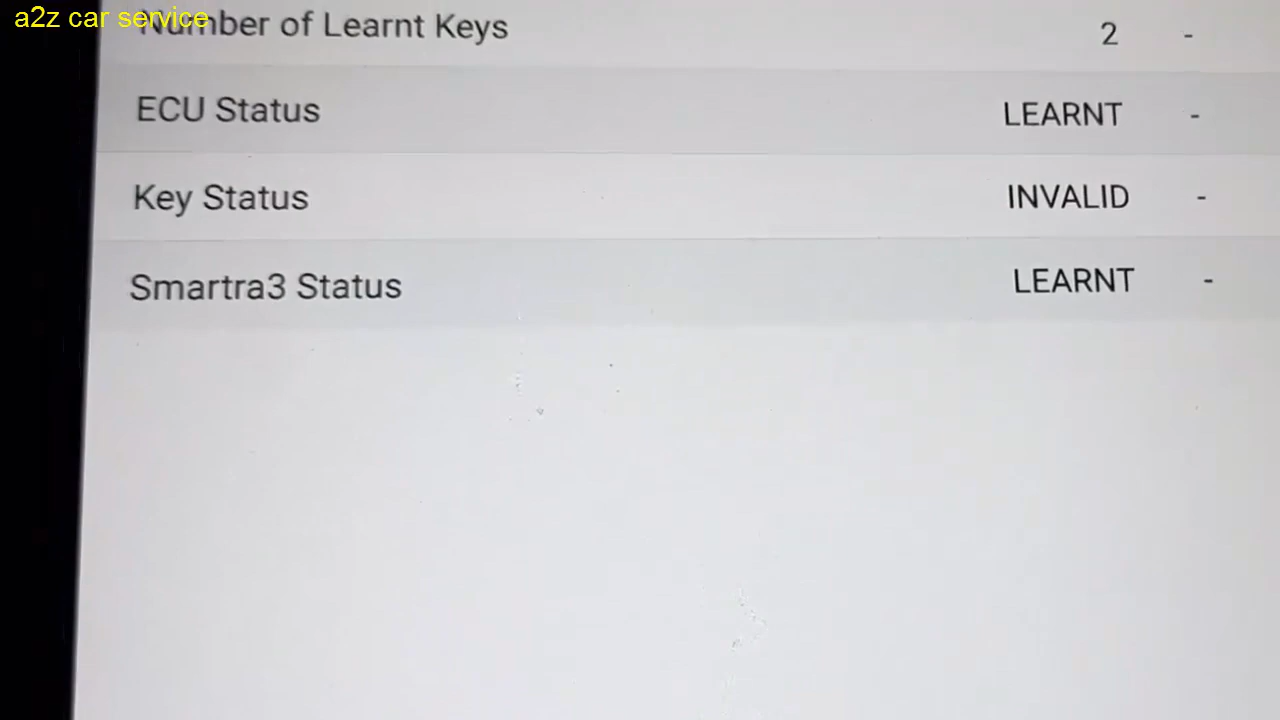 a2z car service
Number of Learnt Keys 2 -
ECU Status LEARNT -
Key Status INVALID -
Smartra3 Status LEARNT -